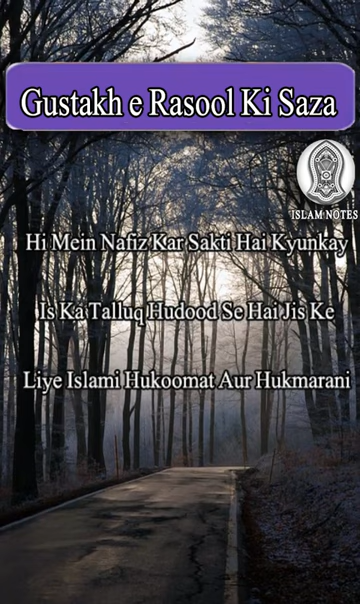 Gustakh e Rasool Ki Saza
ISLAM NOTES
Hi Mein Nafiz Kar Sakti Hai Kyunkay
Is Ka Talluq Hudood Se Hai Jis Ke
Liye Islami Hukoomat Aur Hukmarani